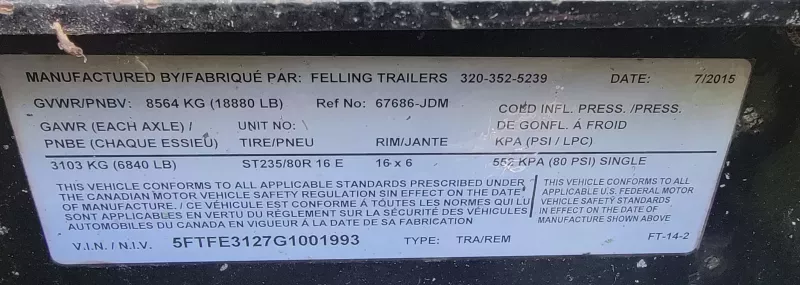 MANUFACTURED BY/FABRIQUÉ PAR: FELLING TRAILERS 320-352-5239 DATE: 7/2015
GVWR/PNBV: 8564 KG (18880 LB) Ref No: 67686-JDM COLD INFL. PRESS. /PRESS.
GAWR (EACH AXLE) / UNIT NO: \ DE GONFL. Á FROID
PNBE (CHAQUE ESSIEU) TIRE/PNEU RIM/JANTE KPA (PSI / LPC)
3103 KG (6840 LB) ST235/80R 16 E 16 x 6 552 KPA (80 PSI) SINGLE
THIS VEHICLE CONFORMS TO ALL APPLICABLE STANDARDS PRESCRIBED UNDER
THE CANADIAN MOTOR VEHICLE SAFETY REGULATION SIN EFFECT ON THE DATE
OF MANUFACTURE / CE VÉHICULE EST CONFORME Á TOUTES LES NORMES QUI LU
SONT APPLICABLES EN VERTU DU RÉGLEMENT SUR LA SÉCURITÉ DES VÉHICULES
AUTOMOBILES DU CANADA EN VIGUEUR Á LA DATE DE SA FABRICATION
THIS VEHICLE CONFORMS TO ALL
APPLICABLE U.S. FEDERAL MOTOR
VEHICLE SAFETY STANDARDS IN
EFFECT ON THE DATE OF
MANUFACTURE SHOWN ABOVE
V.I.N. / N.I.V. 5FTFE3127G1001993 TYPE: TRA/REM FT-14-2